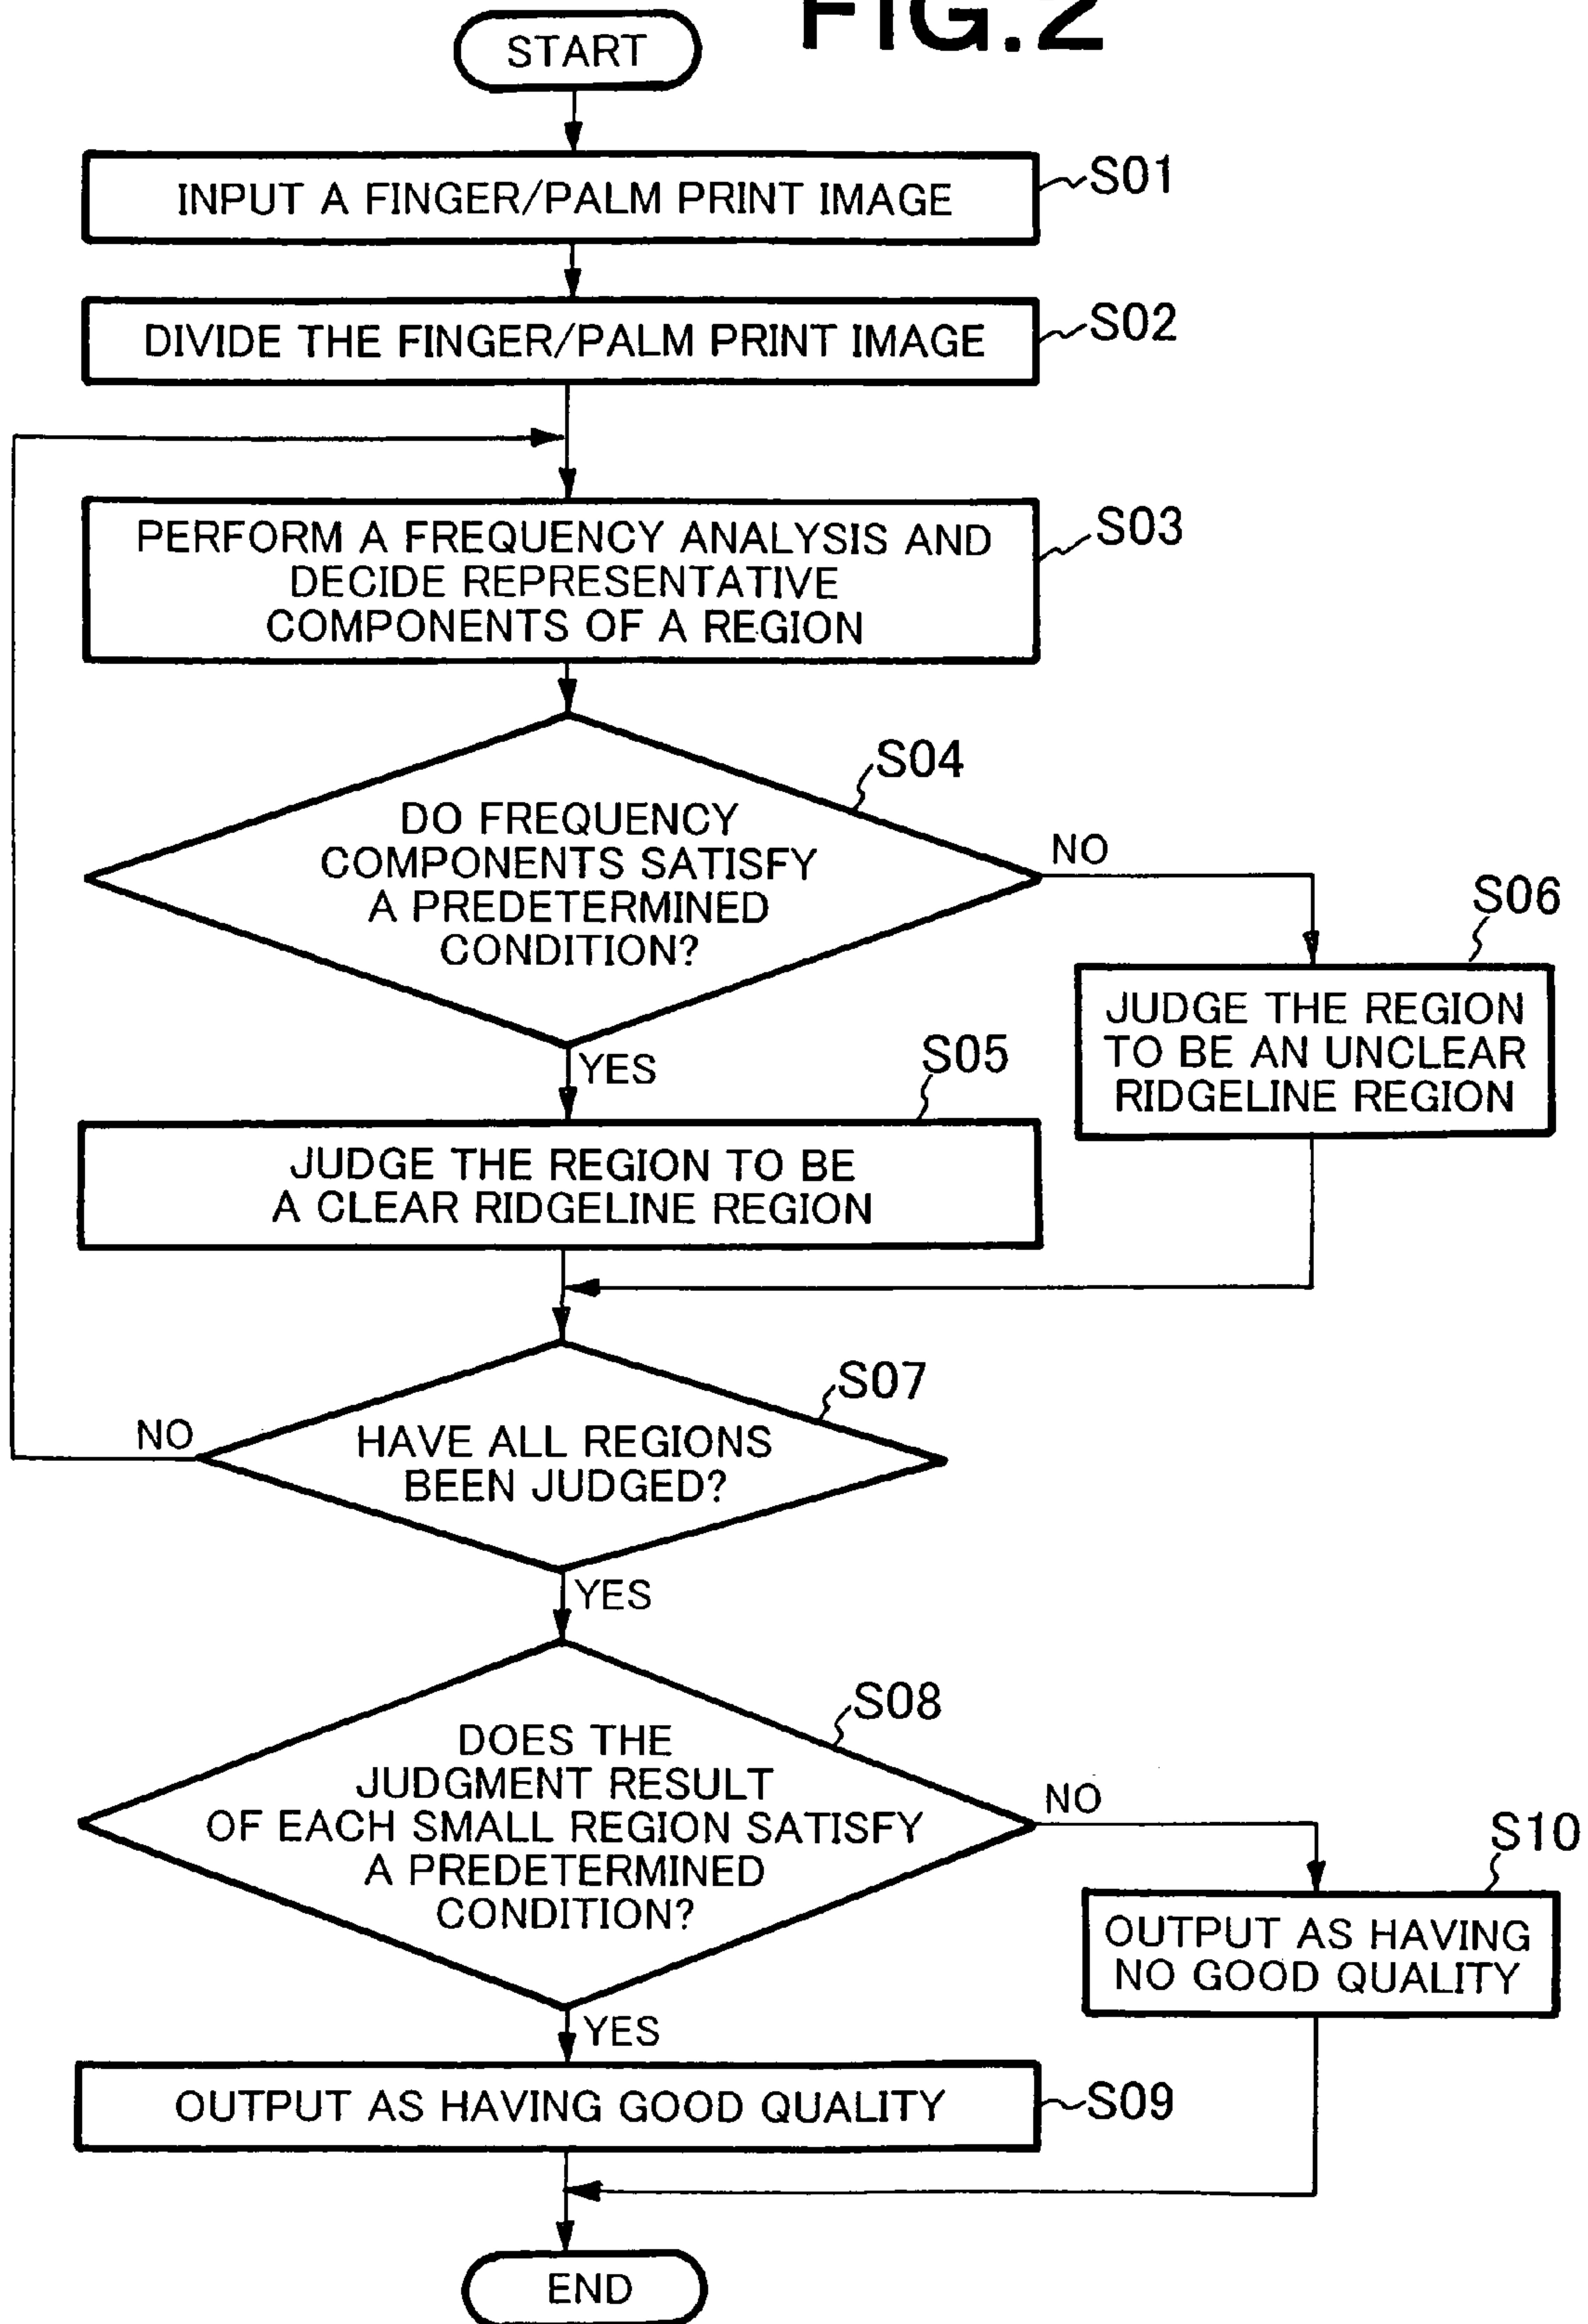 FIG.2
START
INPUT A FINGER/PALM PRINT IMAGE
S01
DIVIDE THE FINGER/PALM PRINT IMAGE
S02
PERFORM A FREQUENCY ANALYSIS AND
DECIDE REPRESENTATIVE
COMPONENTS OF A REGION
S03
S04
DO FREQUENCY
COMPONENTS SATISFY
A PREDETERMINED
CONDITION?
NO
YES
S06
JUDGE THE REGION
TO BE AN UNCLEAR
RIDGELINE REGION
S05
JUDGE THE REGION TO BE
A CLEAR RIDGELINE REGION
S07
HAVE ALL REGIONS
BEEN JUDGED?
NO
YES
S08
DOES THE
JUDGMENT RESULT
OF EACH SMALL REGION SATISFY
A PREDETERMINED
CONDITION?
NO
YES
S10
OUTPUT AS HAVING
NO GOOD QUALITY
OUTPUT AS HAVING GOOD QUALITY
S09
END